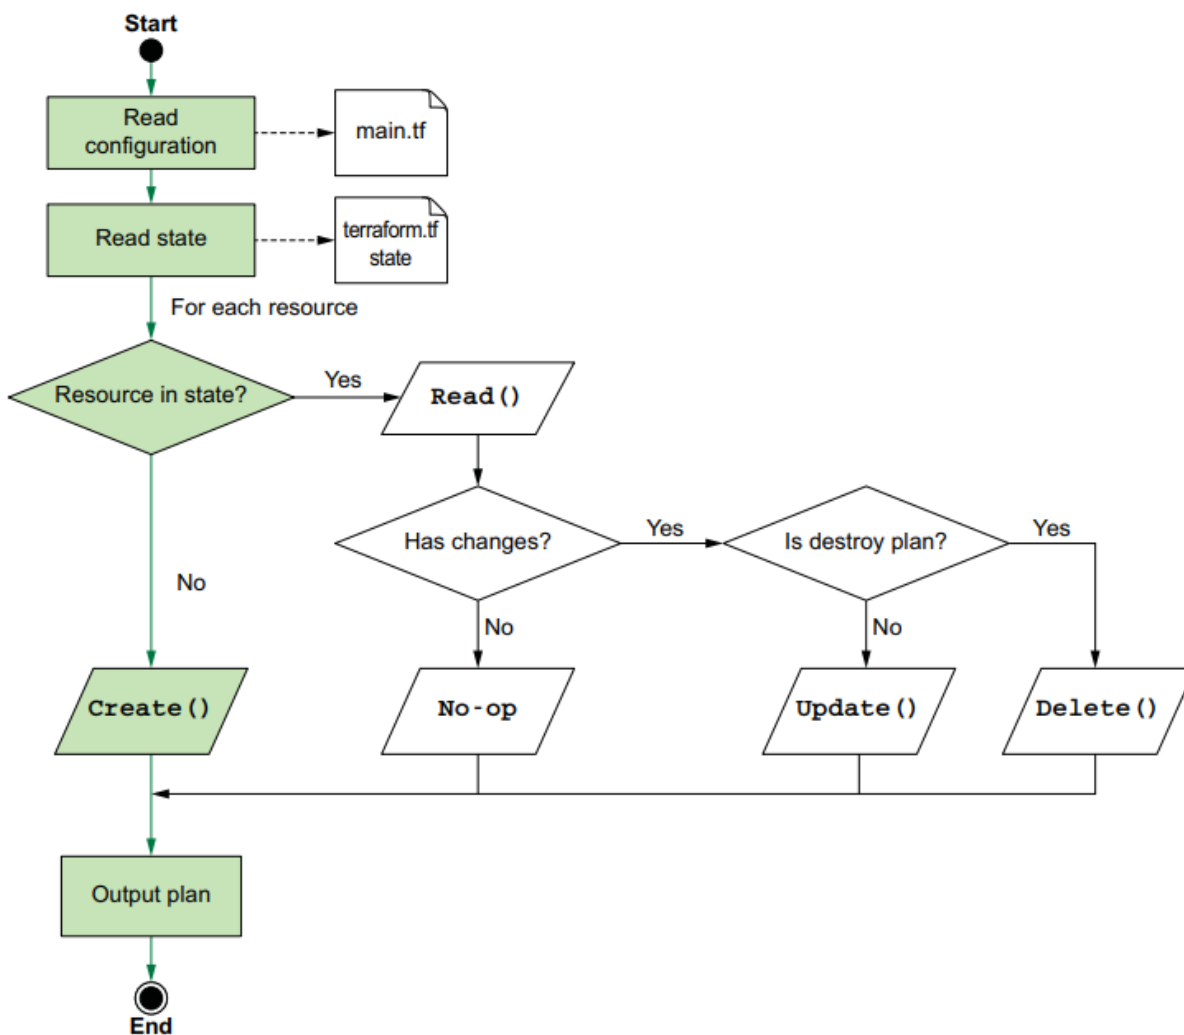 Start
Read
configuration
main.tf
Read state
terraform.tf
state
For each resource
Resource in state?
Yes
Read()
Has changes?
Yes
Is destroy plan?
Yes
No
No
No
Create()
No-op
Update()
Delete()
Output plan
End